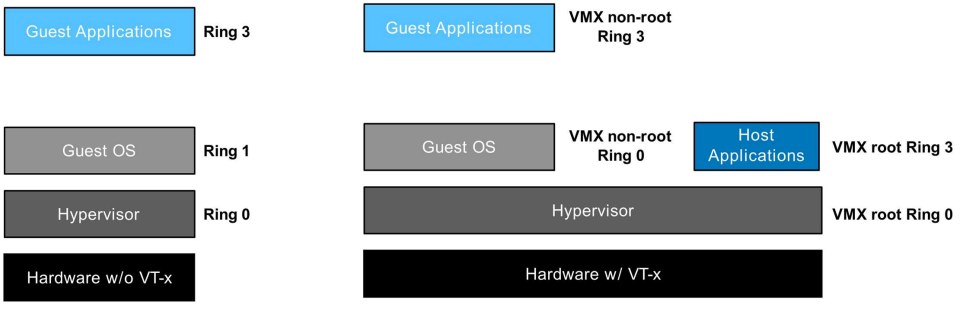 Guest Applications
Ring 3
Guest OS
Ring 1
Hypervisor
Ring 0
Hardware w/o VT-x
Guest Applications
VMX non-root
Ring 3
Guest OS
VMX non-root
Ring 0
Host
Applications
VMX root Ring 3
Hypervisor
VMX root Ring 0
Hardware w/ VT-x